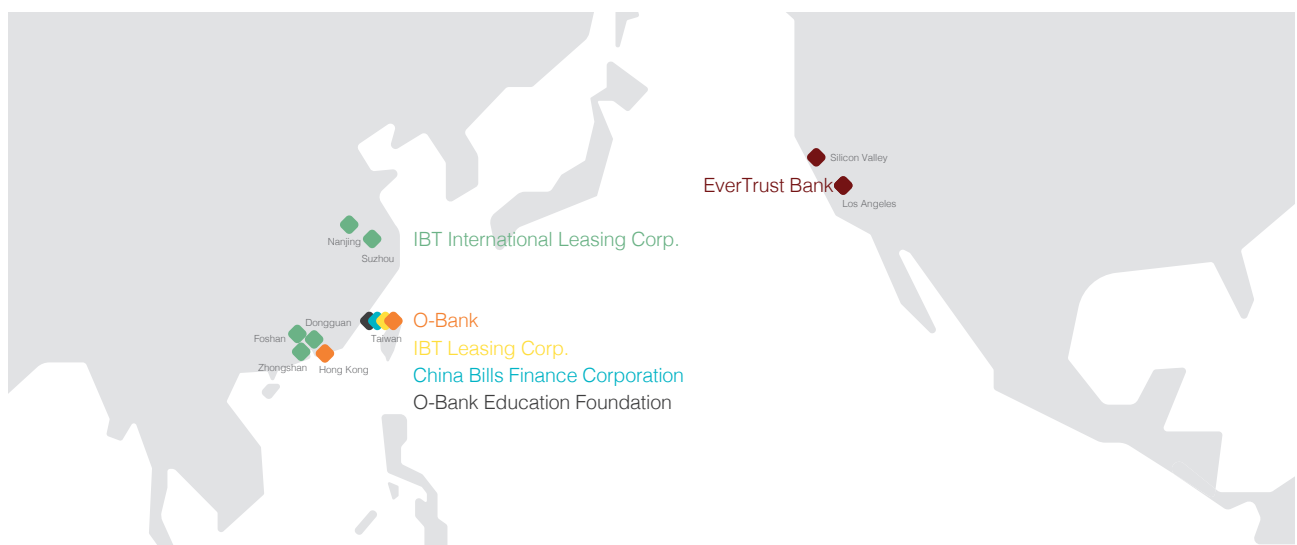 Silicon Valley
EverTrust Bank
Los Angeles
Nanjing
IBT International Leasing Corp.
Suzhou
O-Bank
Dongguan
Foshan
Taiwan
IBT Leasing Corp.
Zhongshan
Hong Kong
China Bills Finance Corporation
O-Bank Education Foundation